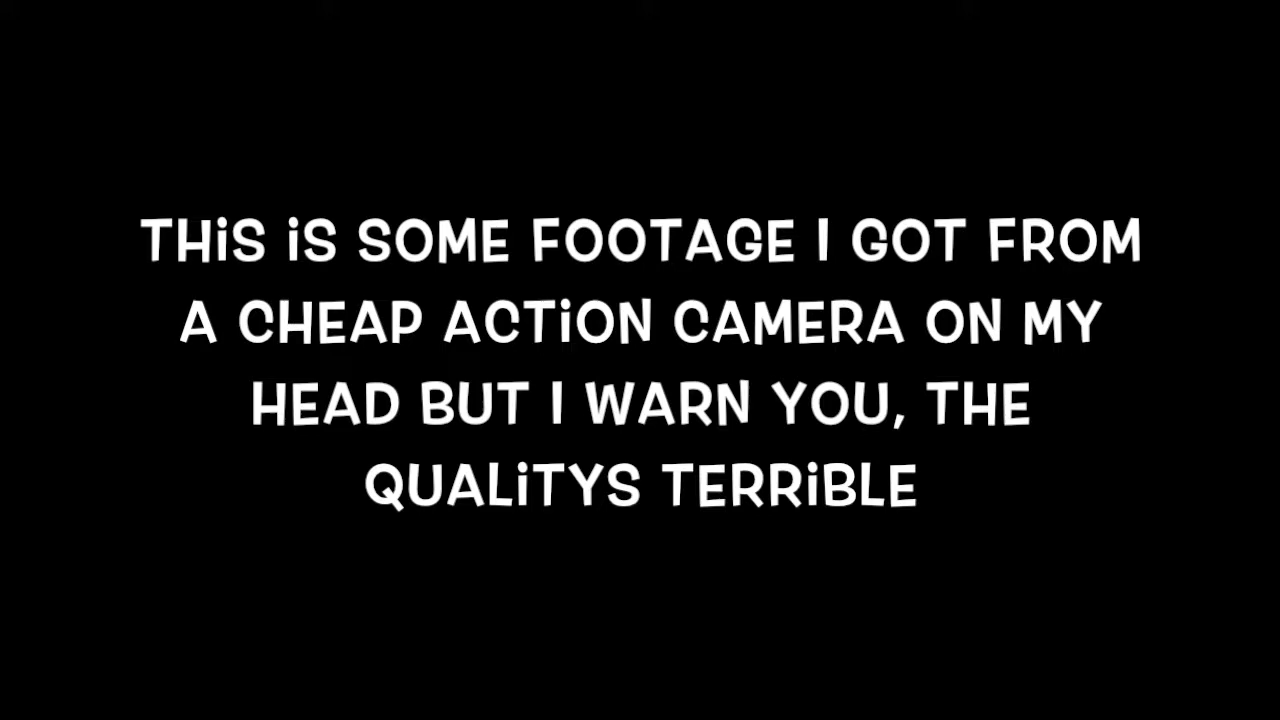 THiS iS SOME FOOTAGE I GOT FROM
A CHEAP ACTiON CAMERA ON MY
HEAD BUT I WARN YOU, THE
QUALiTYS TERRiBLE